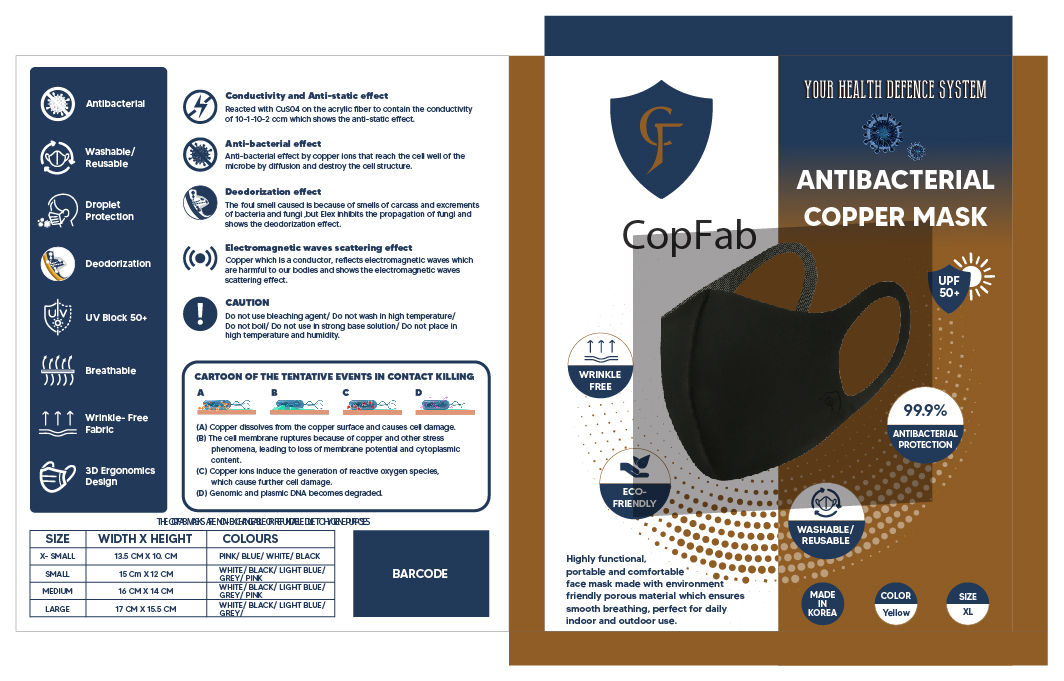 Antibacterial
Washable/
Reusable
Droplet
Protection
Deodorization
UV
UV Block 50+
Breathable
Wrinkle- Free
Fabric
3D Ergonomics
Design
Conductivity and Anti-static effect
Reacted with CuS04 on the acrylic fiber to contain the conductivity
of 10-1-10-2 ccm which shows the anti-static effect.
Anti-bacterial effect
Anti-bacterial effect by copper ions that reach the cell well of the
microbe by diffusion and destroy the cell structure.
Deodorization effect
The foul smell caused is because of smells of carcass and excrements
of bacteria and fungi ,but Elex inhibits the propagation of fungi and
shows the deodorization effect.
Electromagnetic waves scattering effect
Copper which is a conductor, reflects electromagnetic waves which
are harmful to our bodies and shows the electromagnetic waves
scattering effect.
CAUTION
Do not use bleaching agent/ Do not wash in high temperature/
Do not boil/ Do not use in strong base solution/ Do not place in
high temperature and humidity.
CARTOON OF THE TENTATIVE EVENTS IN CONTACT KILLING
A B C D
(A) Copper dissolves from the copper surface and causes cell damage.
(B) The cell membrane ruptures because of copper and other stress
phenomena, leading to loss of membrane potential and cytoplasmic
content.
(C) Copper ions induce the generation of reactive oxygen species,
which cause further cell damage.
(D) Genomic and plasmic DNA becomes degraded.
SIZE WIDTH X HEIGHT COLOURS
X- SMALL 13.5 CM X 10. CM PINK/ BLUE/ WHITE/ BLACK
SMALL 15 Cm X 12 CM WHITE/ BLACK/ LIGHT BLUE/
GREY/ PINK
MEDIUM 16 CM X 14 CM WHITE/ BLACK/ LIGHT BLUE/
GREY/ PINK
LARGE 17 CM X 15.5 CM WHITE/ BLACK/ LIGHT BLUE/
GREY/
BARCODE
CopFab
WRINKLE
FREE
ECO-
FRIENDLY
Highly functional,
portable and comfortable
face mask made with environment
friendly porous material which ensures
smooth breathing, perfect for daily
indoor and outdoor use.
YOUR HEALTH DEFENCE SYSTEM
ANTIBACTERIAL
COPPER MASK
UPF
50+
99.9%
ANTIBACTERIAL
PROTECTION
WASHABLE/
REUSABLE
MADE
IN
KOREA
COLOR
Yellow
SIZE
XL